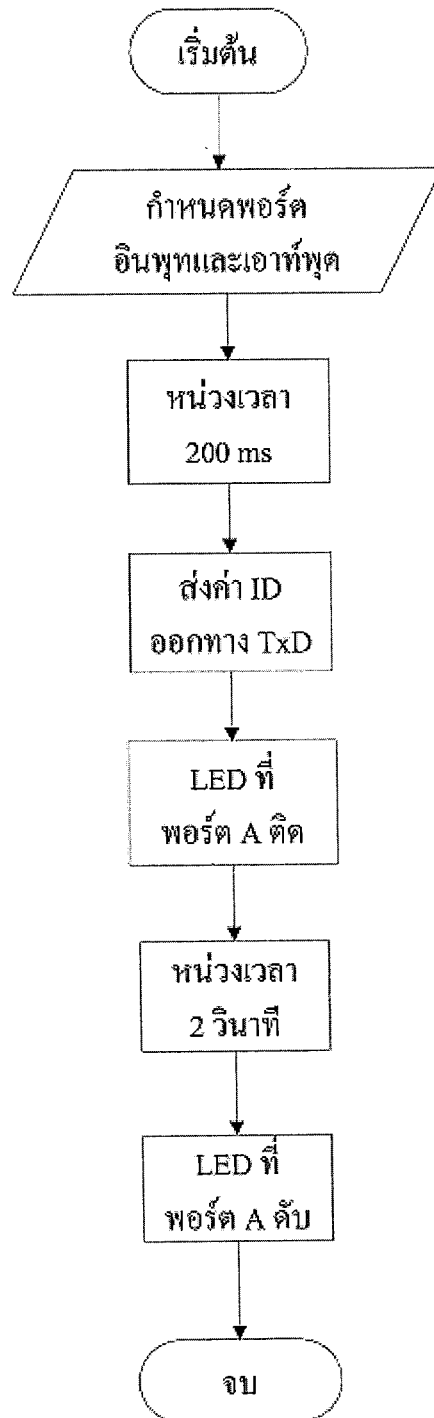 เริ่มต้น
กำหนดพอร์ต
อินพุทและเอาท์พุต
หน่วงเวลา
200 ms
ส่งค่า ID
ออกทาง TxD
LED ที่
พอร์ต A ติด
หน่วงเวลา
2 วินาที
LED ที่
พอร์ต A ดับ
จบ